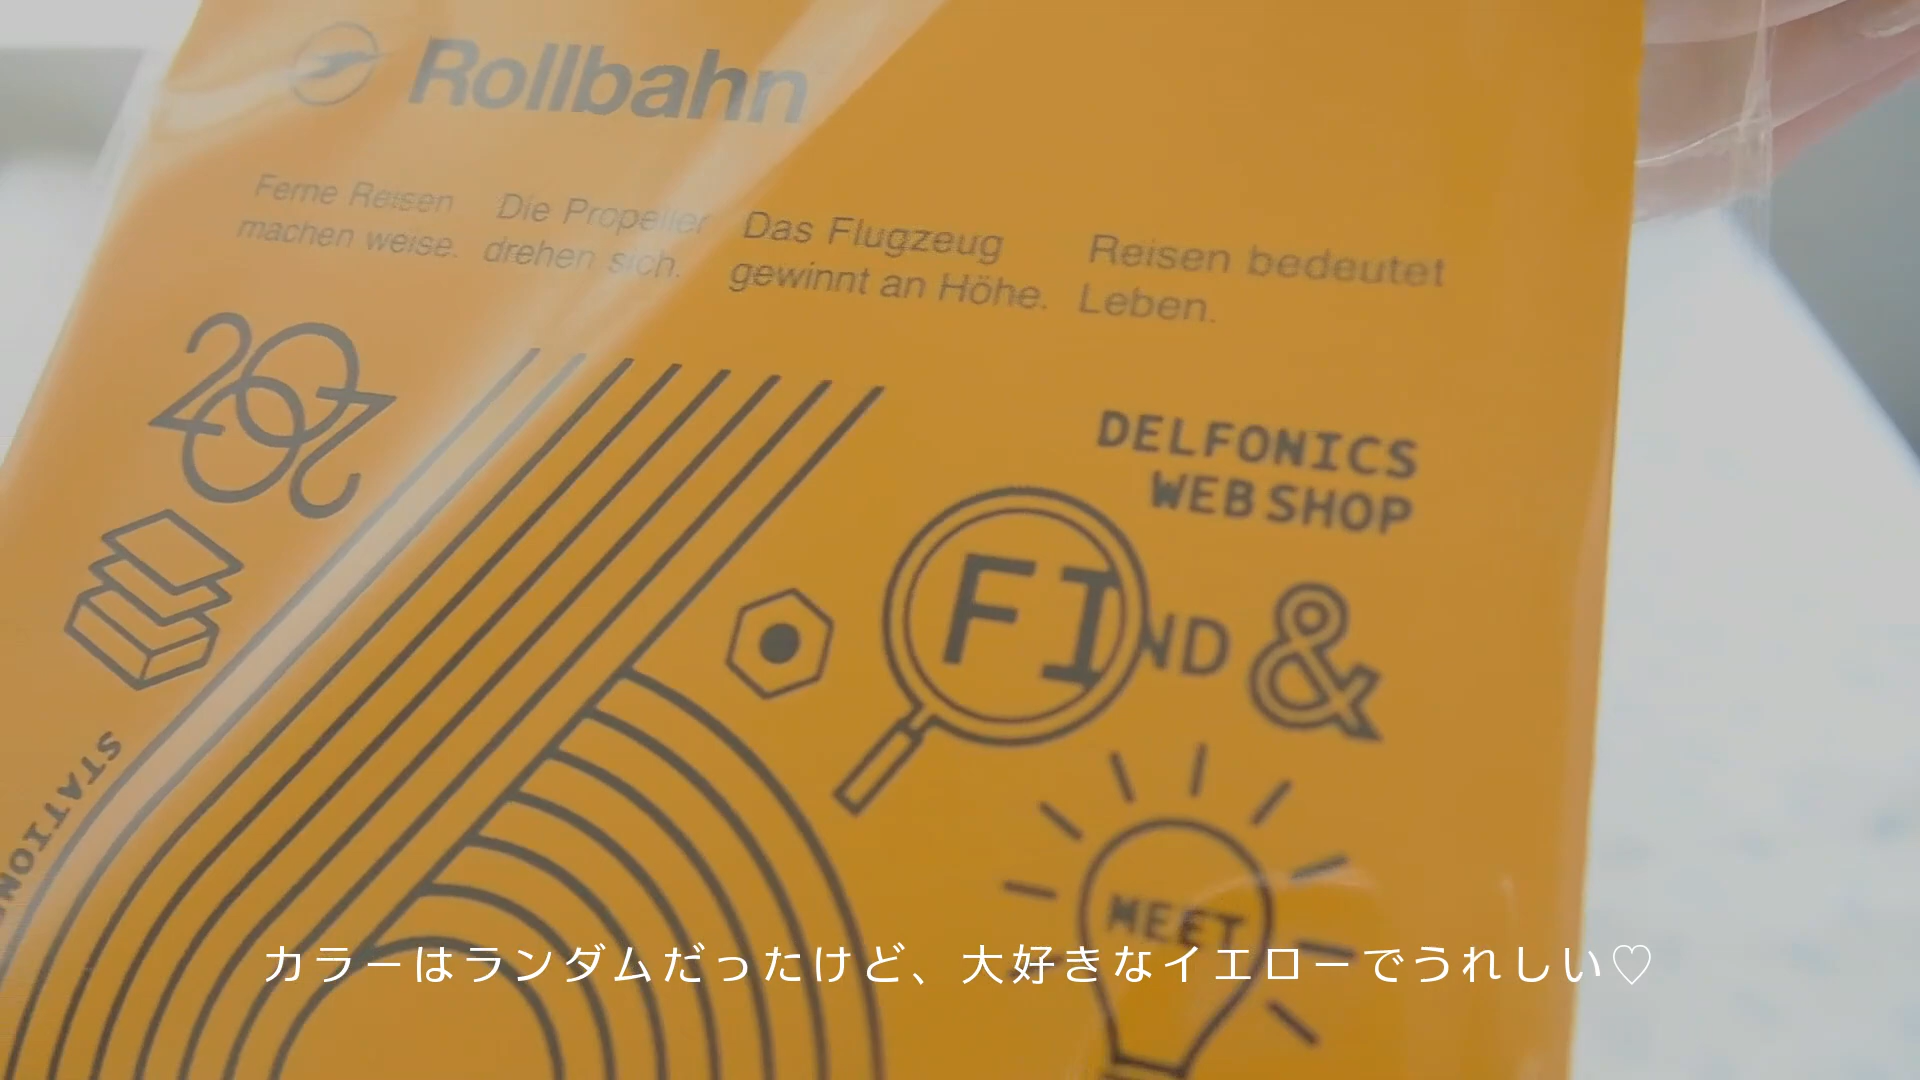 Rollbahn
Ferne Reisen
machen weise.
Die Propeller
drehen sich.
Das Flugzeug
gewinnt an Höhe.
Reisen bedeutet
Leben.
DELFONICS
WEB SHOP
FIND &
MEET
カラーはランダムだったけど、大好きなイエローでうれしい♡